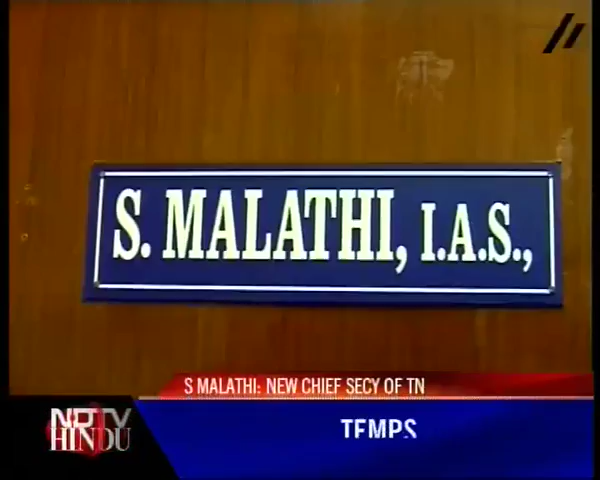 S. MALATHI, I.A.S.,
S MALATHI: NEW CHIEF SECY OF TN
NDTV
HINDU
TEMPS